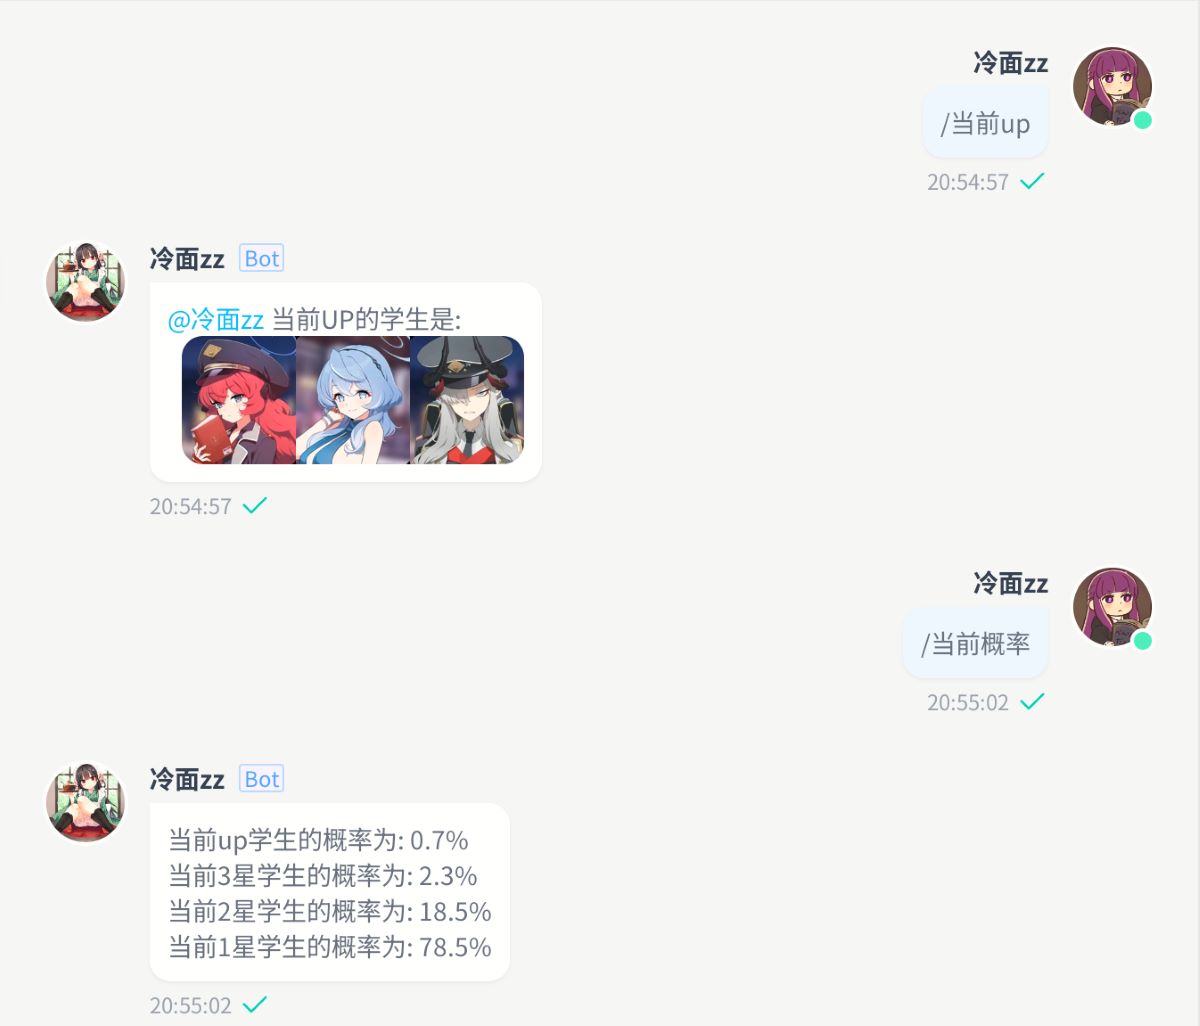 冷面zz
/当前up
20:54:57
冷面zz Bot
@冷面zz 当前UP的学生是:
20:54:57
冷面zz
/当前概率
20:55:02
冷面zz Bot
当前up学生的概率为: 0.7%
当前3星学生的概率为: 2.3%
当前2星学生的概率为: 18.5%
当前1星学生的概率为: 78.5%
20:55:02